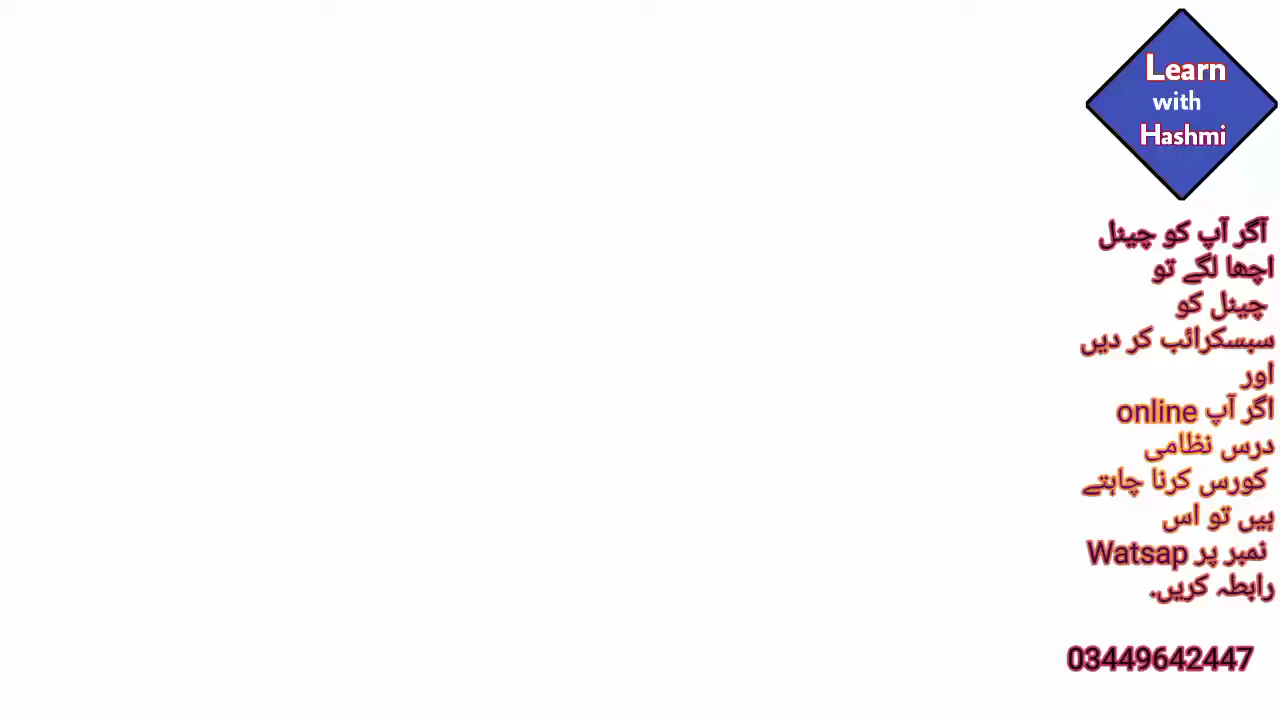 Learn
with
Hashmi
آگر آپ کو چینل
اچھا لگے تو
چینل کو
سبسکرائب کر دیں
اور
اگر آپ online
درس نظامی
کورس کرنا چاہتے
ہیں تو اس
نمبر پر Watsap
رابطہ کریں.
03449642447